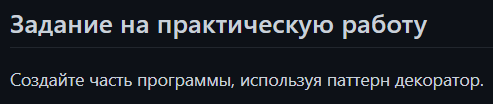 Задание на практическую работу
Создайте часть программы, используя паттерн декоратор.